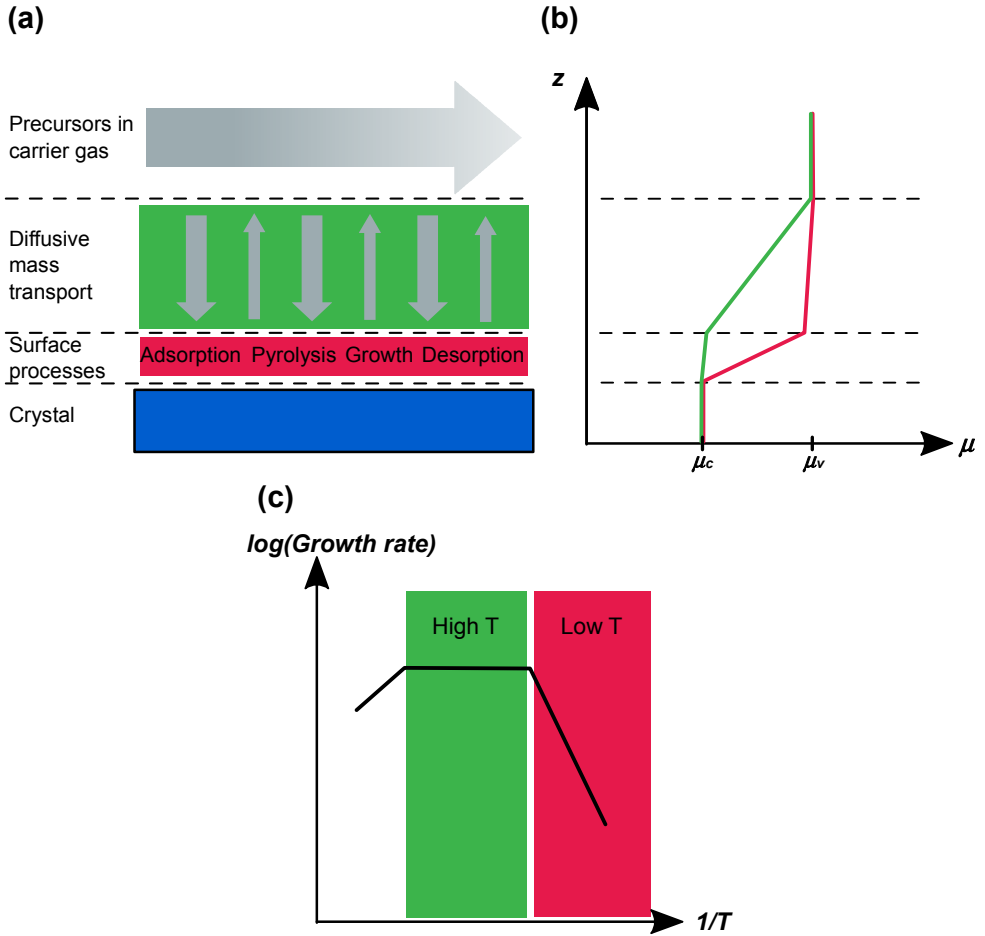 (a)
Precursors in
carrier gas
Diffusive
mass
transport
Surface
processes
Adsorption Pyrolysis Growth Desorption
Crystal
(b)
z
μc
μv
μ
(c)
log(Growth rate)
High T
Low T
1/T